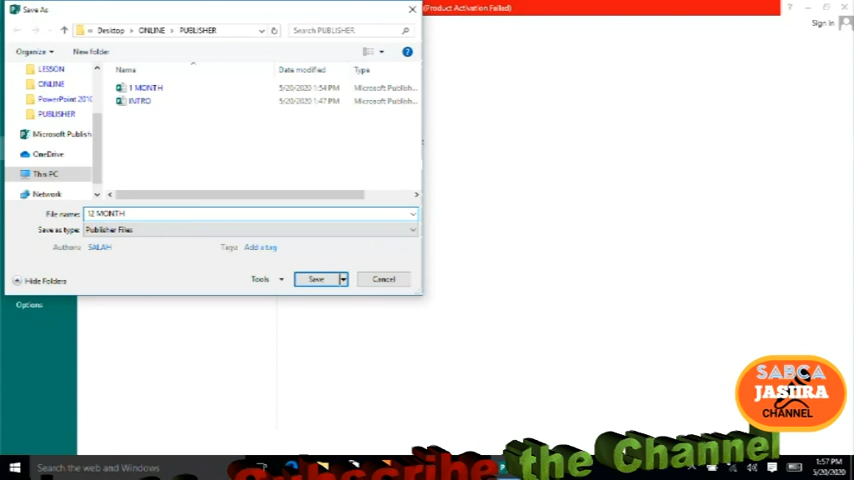 Save As
(Product Activation Failed)
Sign in
« Desktop › ONLINE › PUBLISHER
Search PUBLISHER
Organize
New folder
Name
Date modified
Type
LESSON
ONLINE
PowerPoint 2010
PUBLISHER
Microsoft Publish
OneDrive
This PC
Network
1 MONTH 5/20/2020 1:54 PM Microsoft Publish...
INTRO 5/20/2020 1:47 PM Microsoft Publish...
File name: 12 MONTH
Save as type: Publisher Files
Authors: SALAH
Tags: Add a tag
Hide Folders
Tools
Save
Cancel
Options
SABCA
JASIIRA
CHANNEL
Subscribe the Channel
Search the web and Windows
1:57 PM
5/20/2020